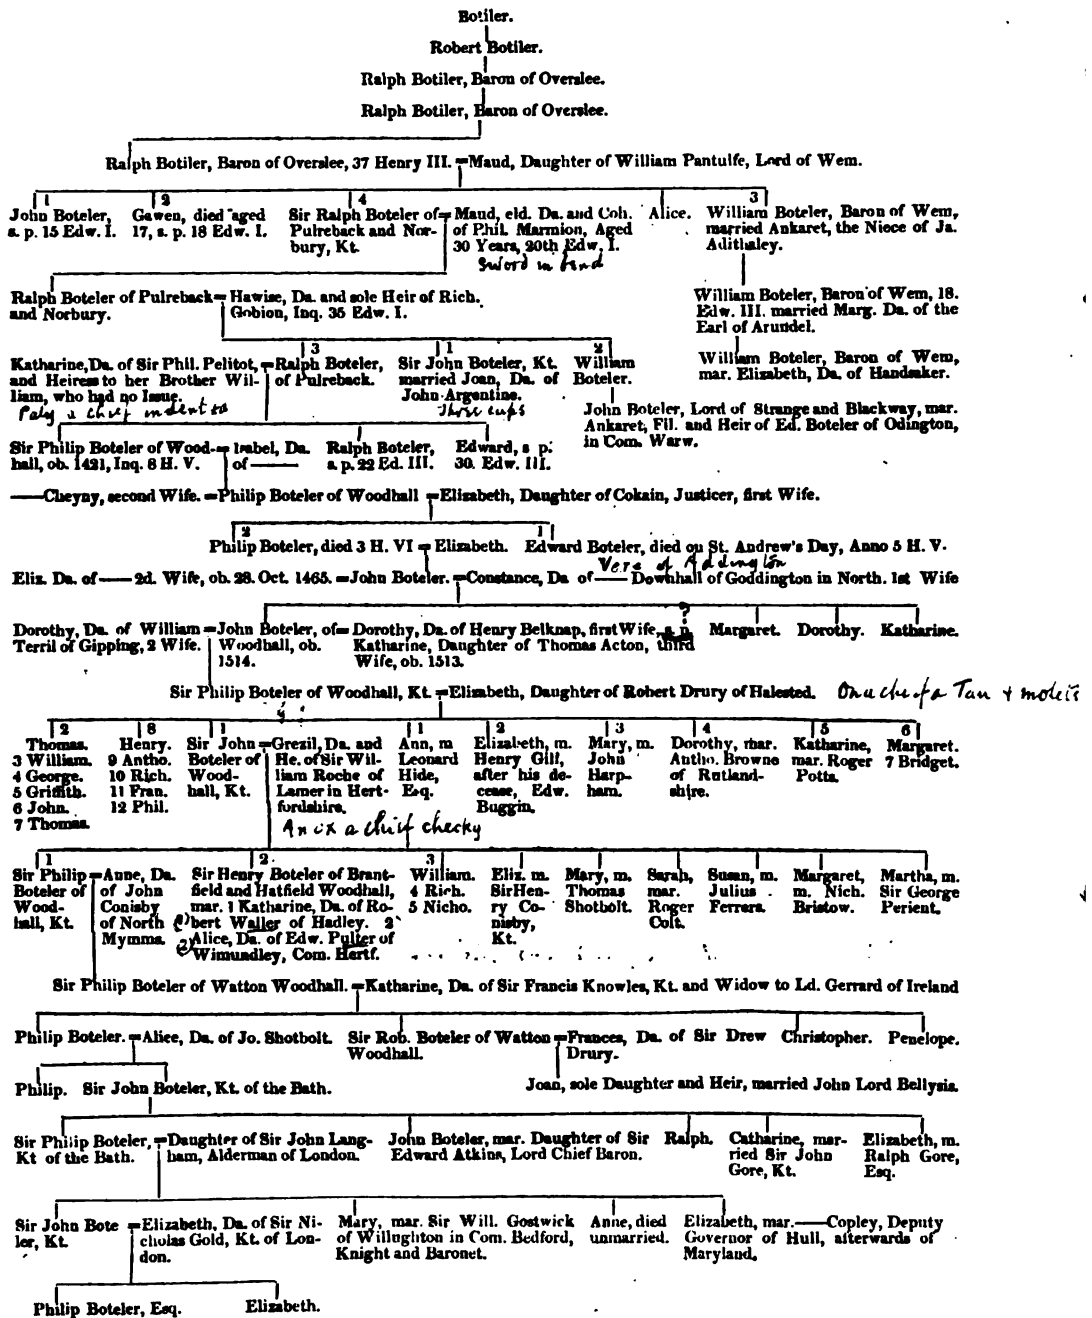 Botiler.
Robert Botiler.
Ralph Botiler, Baron of Overslee.
Ralph Botiler, Baron of Overslee.
Ralph Botiler, Baron of Overslee, 37 Henry III. = Maud, Daughter of William Pantulfe, Lord of Wem.
1 2 4 3
John Boteler, s. p. 15 Edw. I.
Gawen, died aged 17, s. p. 18 Edw. I.
Sir Ralph Boteler of = Pulreback and Norbury, Kt.
Maud, eld. Da. and Coh. of Phil. Marmion, Aged 30 Years, 20th Edw. I.
Sword in bend
Alice.
William Boteler, Baron of Wem, married Ankaret, the Niece of Ja. Adithaley.
Ralph Boteler of Pulreback = and Norbury.
Hawise, Da. and sole Heir of Rich. Gobion, Inq. 35 Edw. I.
William Boteler, Baron of Wem, 18. Edw. III. married Marg. Da. of the Earl of Arundel.
3 1 2
Katharine, Da. of Sir Phil. Pelitot, = and Heiress to her Brother William, who had no Issue.
Paly a chief indented
Ralph Boteler, of Pulreback.
Sir John Boteler, Kt. married Joan, Da. of John Argentine.
Three cups
William Boteler.
William Boteler, Baron of Wem, mar. Elizabeth, Da. of Handsaker.
John Boteler, Lord of Strange and Blackway, mar. Ankaret, Fil. and Heir of Ed. Boteler of Odington, in Com. Warw.
Sir Philip Boteler of Wood- = hall, ob. 1421, Inq. 8 H. V.
Isabel, Da. of ——
Ralph Boteler, s. p. 22 Ed. III.
Edward, s p. 30. Edw. III.
——Cheyny, second Wife. = Philip Boteler of Woodhall = Elizabeth, Daughter of Cokain, Justicer, first Wife.
2 1
Philip Boteler, died 3 H. VI = Elizabeth. Edward Boteler, died on St. Andrew's Day, Anno 5 H. V.
Vere of Addington
Eliz. Da. of —— 2d. Wife, ob. 28. Oct. 1465. = John Boteler. = Constance, Da of —— Downhall of Goddington in North. 1st Wife
Dorothy, Da. of William = Terril of Gipping, 2 Wife.
John Boteler, of = Woodhall, ob. 1514.
Dorothy, Da. of Henry Belknap, first Wife, s. p. Katharine, Daughter of Thomas Acton, third Wife, ob. 1513.
?
Margaret. Dorothy. Katharine.
Sir Philip Boteler of Woodhall, Kt. = Elizabeth, Daughter of Robert Drury of Halested. On a chief a Tau + molets
2 8 1 1 2 3 4 5 6
Thomas.
3 William.
4 George.
5 Griffith.
6 John.
7 Thomas.
Henry.
9 Antho.
10 Rich.
11 Fran.
12 Phil.
Sir John = Boteler of Woodhall, Kt.
Grezil, Da. and He. of Sir William Roche of Lamer in Hertfordshire.
Ann, m Leonard Hide, Esq.
Elizabeth, m. Henry Gill, after his decease, Edw. Buggin.
Mary, m. John Harpham.
Dorothy, mar. Antho. Browne of Rutlandshire.
Katharine, mar. Roger Potts.
Margaret.
7 Bridget.
a chief checky
1 2 3
Sir Philip = Boteler of Woodhall, Kt.
Anne, Da. of John Conisby of North Mymms.
Sir Henry Boteler of Brantfield and Hatfield Woodhall, mar. 1 Katharine, Da. of Robert Waller of Hadley. 2 Alice, Da. of Edw. Pulter of Wimundley, Com. Hertf.
(1)
(2)
William.
4 Rich.
5 Nicho.
Eliz. m. Sir Henry Conisby, Kt.
Mary, m. Thomas Shotbolt.
Sarah, mar. Roger Colt.
Susan, m. Julius Ferrers.
Margaret, m. Nich. Bristow.
Martha, m. Sir George Perient.
Sir Philip Boteler of Watton Woodhall. = Katharine, Da. of Sir Francis Knowles, Kt. and Widow to Ld. Gerrard of Ireland
Philip Boteler. = Alice, Da. of Jo. Shotbolt.
Sir Rob. Boteler of Watton = Woodhall.
Frances, Da. of Sir Drew Drury.
Christopher. Penelope.
Philip. Sir John Boteler, Kt. of the Bath.
Joan, sole Daughter and Heir, married John Lord Bellysis.
Sir Philip Boteler, = Kt of the Bath.
Daughter of Sir John Langham, Alderman of London.
John Boteler, mar. Daughter of Sir Edward Atkins, Lord Chief Baron.
Ralph.
Catharine, married Sir John Gore, Kt.
Elizabeth, m. Ralph Gore, Esq.
Sir John Bote = ler, Kt.
Elizabeth, Da. of Sir Nicholas Gold, Kt. of London.
Mary, mar. Sir Will. Gostwick of Willughton in Com. Bedford, Knight and Baronet.
Anne, died unmarried.
Elizabeth, mar.——Copley, Deputy Governor of Hull, afterwards of Maryland.
Philip Boteler, Esq. Elizabeth.